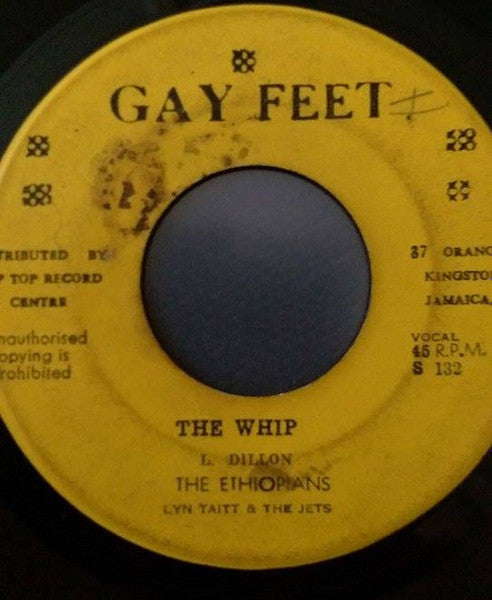 GAY FEET
TRIBUTED BY
P TOP RECORD
CENTRE
nauthorised
opying is
rohibited
37 ORANG
KINGSTO
JAMAICA.
VOCAL
45 R.P.M.
S 132
THE WHIP
L. DILLON
THE ETHIOPIANS
LYN TAITT & THE JETS